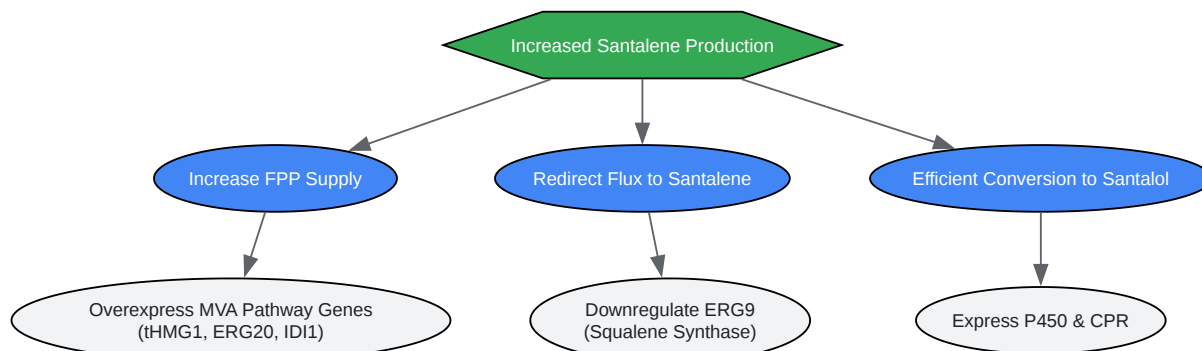 Increased Santalene Production
Increase FPP Supply
Redirect Flux to Santalene
Efficient Conversion to Santalol
Overexpress MVA Pathway Genes
(tHMG1, ERG20, IDI1)
Downregulate ERG9
(Squalene Synthase)
Express P450 & CPR